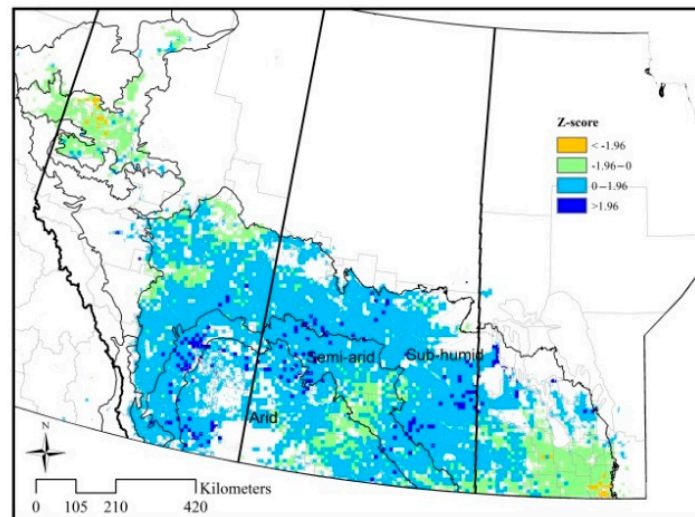 Z-score
< -1.96
-1.96–0
0–1.96
>1.96
Semi-arid
Sub-humid
Arid
N
Kilometers
0 105 210 420